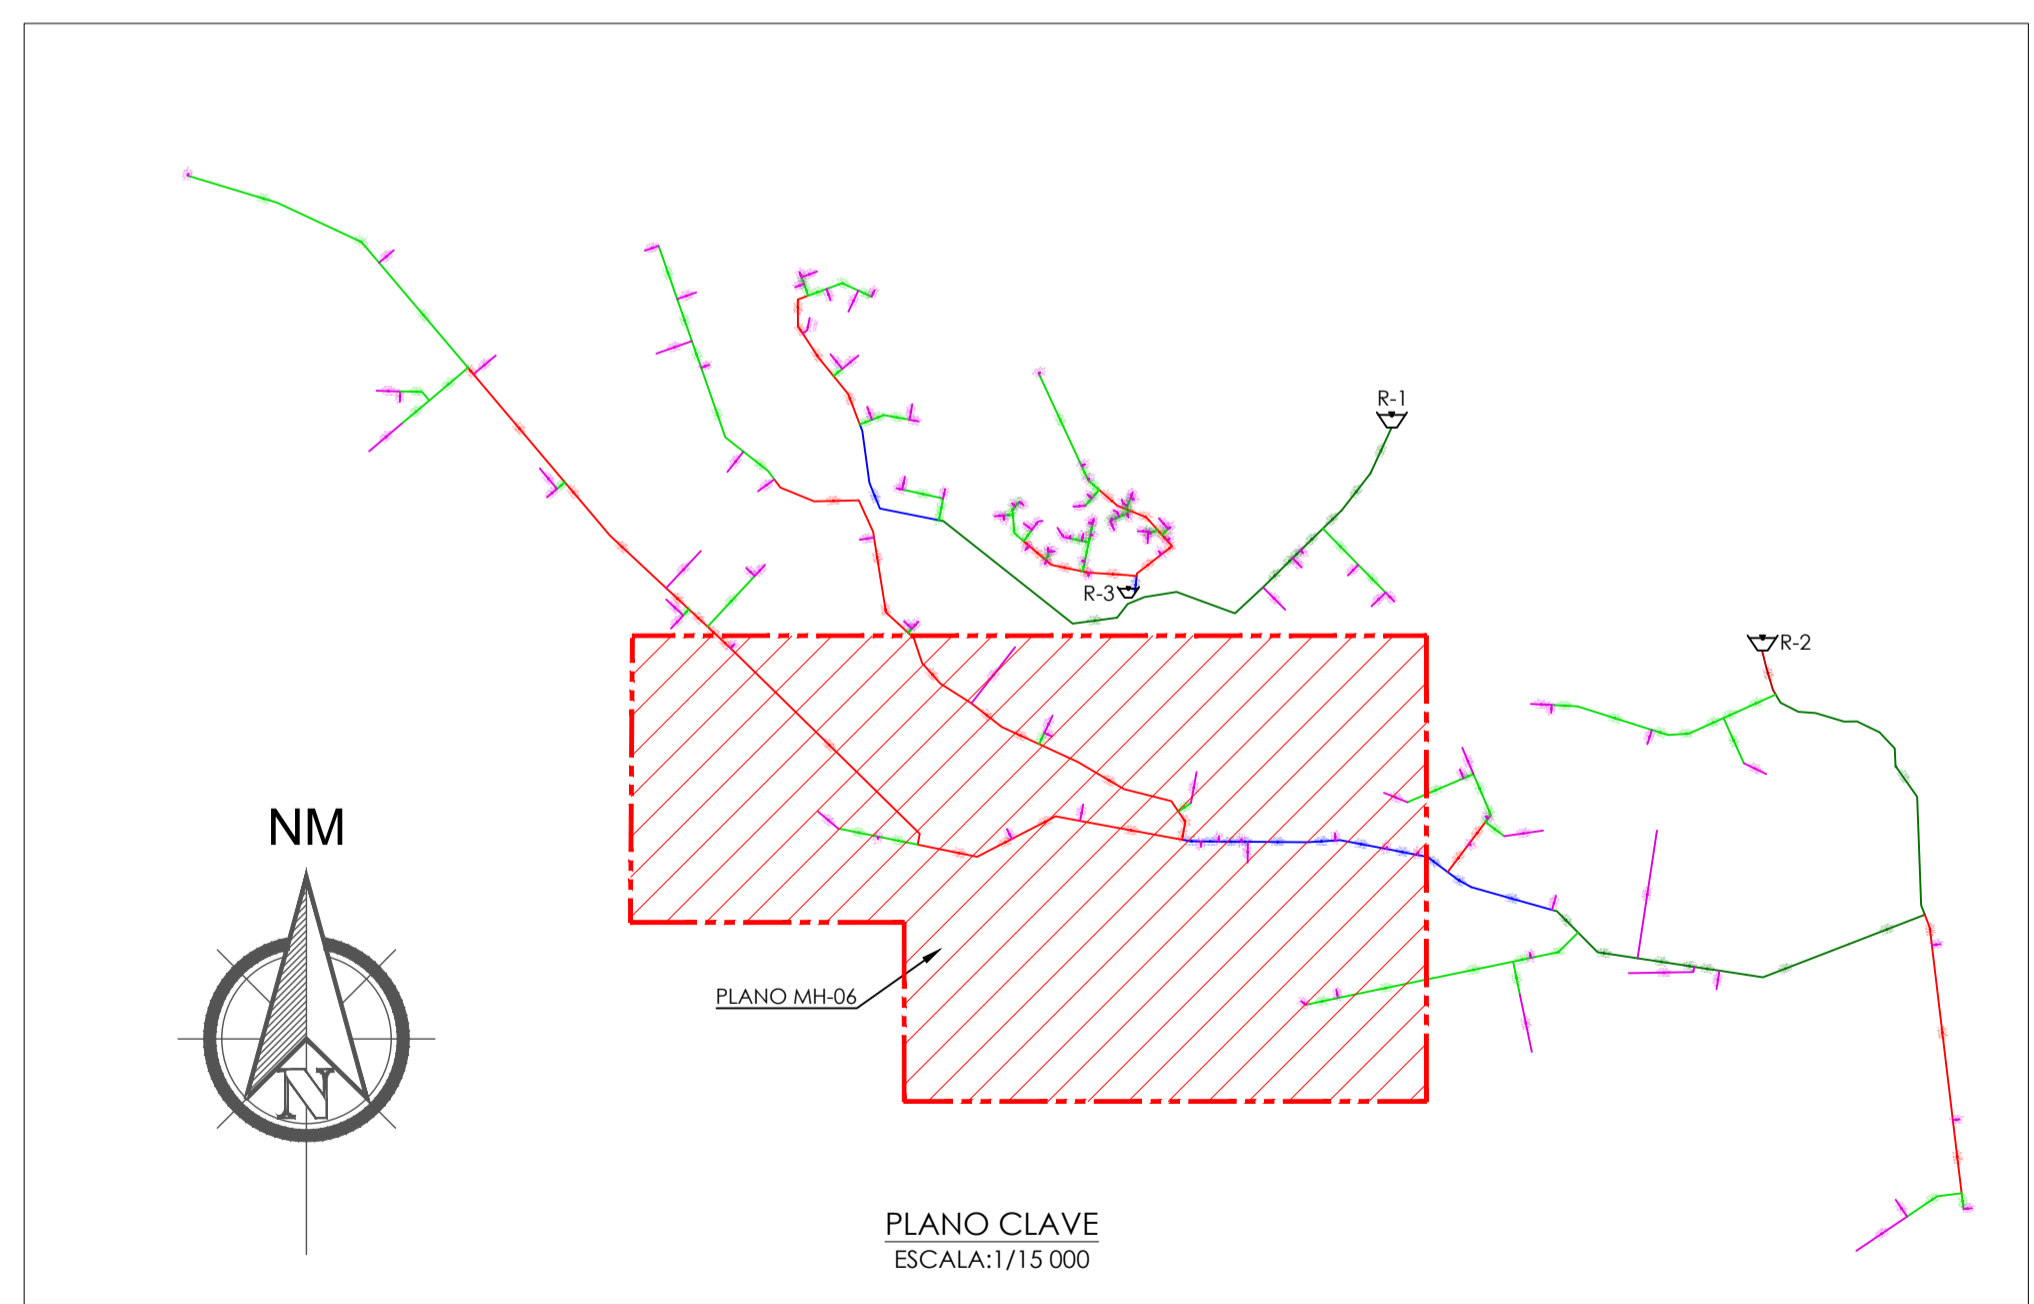 R-1
R-3
R-2
NM
PLANO MH-06
N
PLANO CLAVE
ESCALA:1/15 000